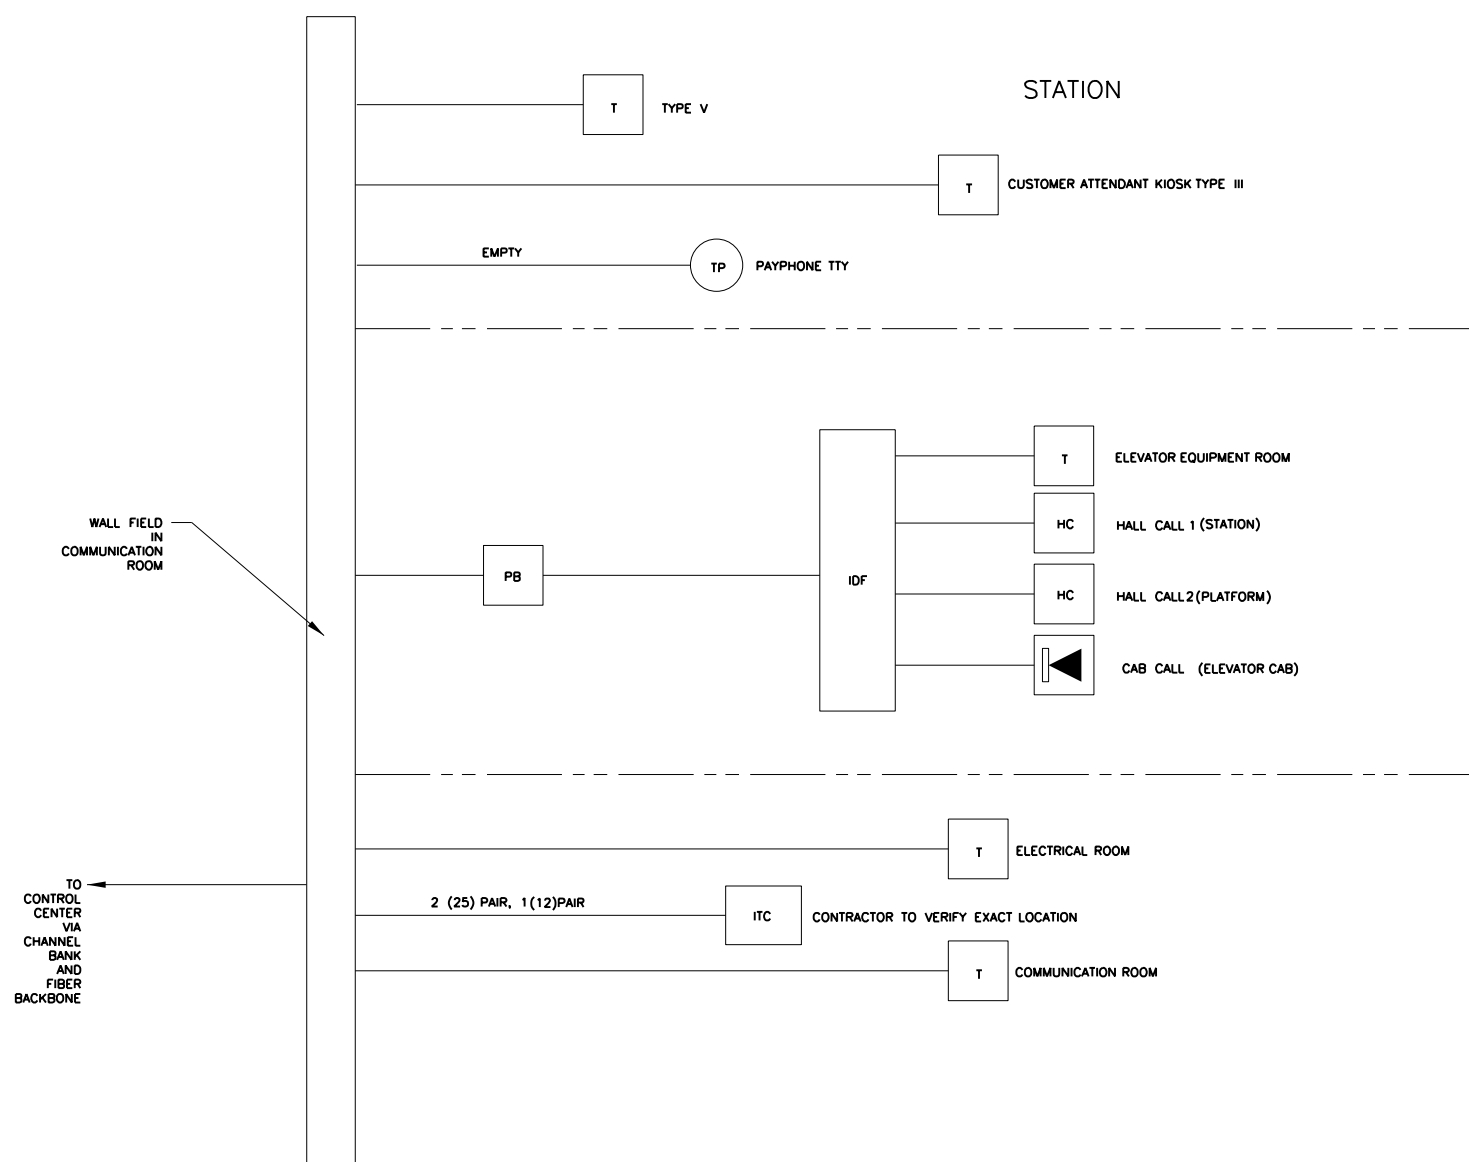 STATION
T TYPE V
T CUSTOMER ATTENDANT KIOSK TYPE III
EMPTY
TP PAYPHONE TTY
T ELEVATOR EQUIPMENT ROOM
WALL FIELD
IN
COMMUNICATION
ROOM
HC HALL CALL 1 (STATION)
PB
IDF
HC HALL CALL 2 (PLATFORM)
CAB CALL (ELEVATOR CAB)
T ELECTRICAL ROOM
TO
CONTROL
CENTER
VIA
CHANNEL
BANK
AND
FIBER
BACKBONE
2 (25) PAIR, 1 (12) PAIR
ITC CONTRACTOR TO VERIFY EXACT LOCATION
T COMMUNICATION ROOM